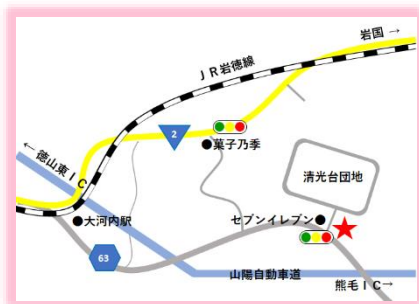 岩国 →
ＪＲ岩徳線
2
●菓子乃季
← 徳山東ＩＣ
清光台団地
●大河内駅
セブンイレブン●
63
山陽自動車道
熊毛ＩＣ→